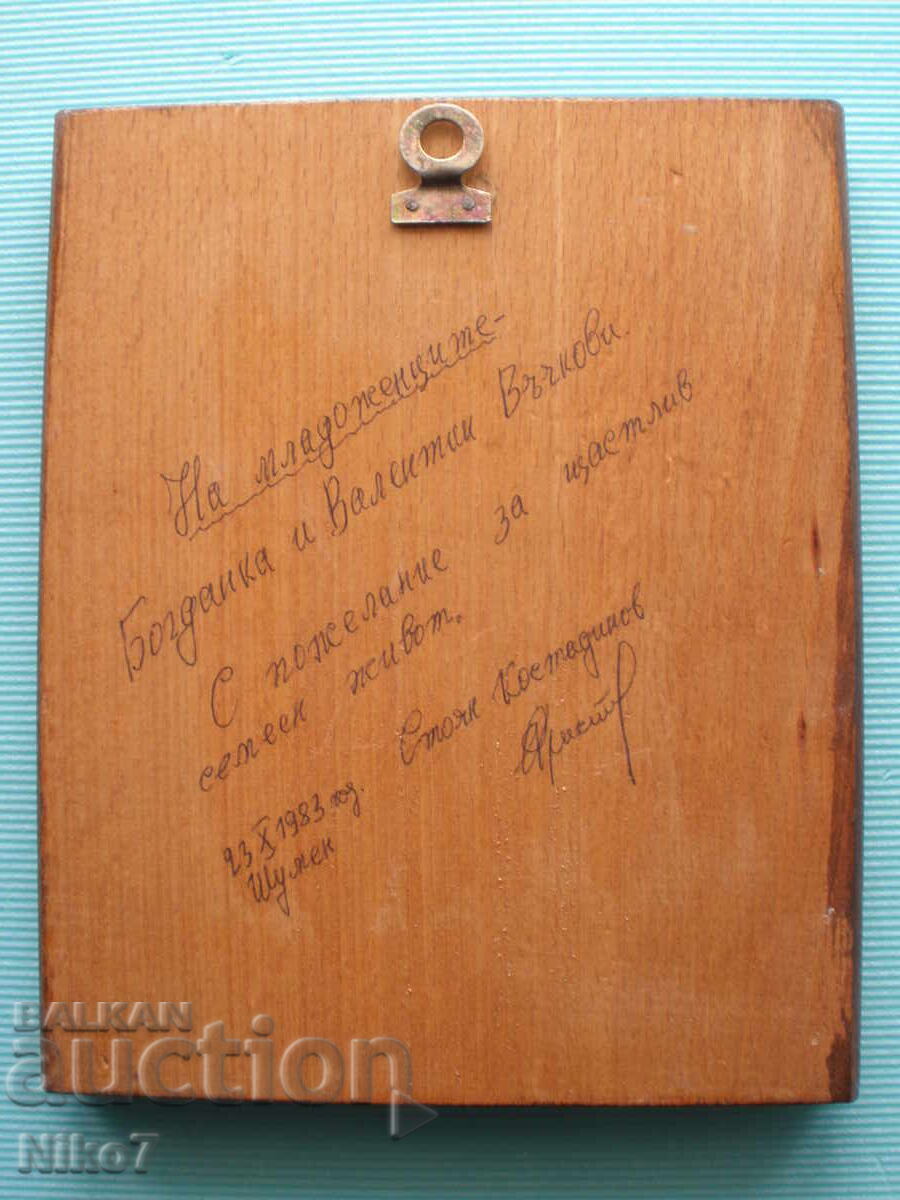 На младоженците-
Богданка и Валентин Въчкови.
С пожелание за щастлив
семеен живот.
Стоян Костадинов
23 X 1983 год.
Шумен
BALKAN
auction
Niko7